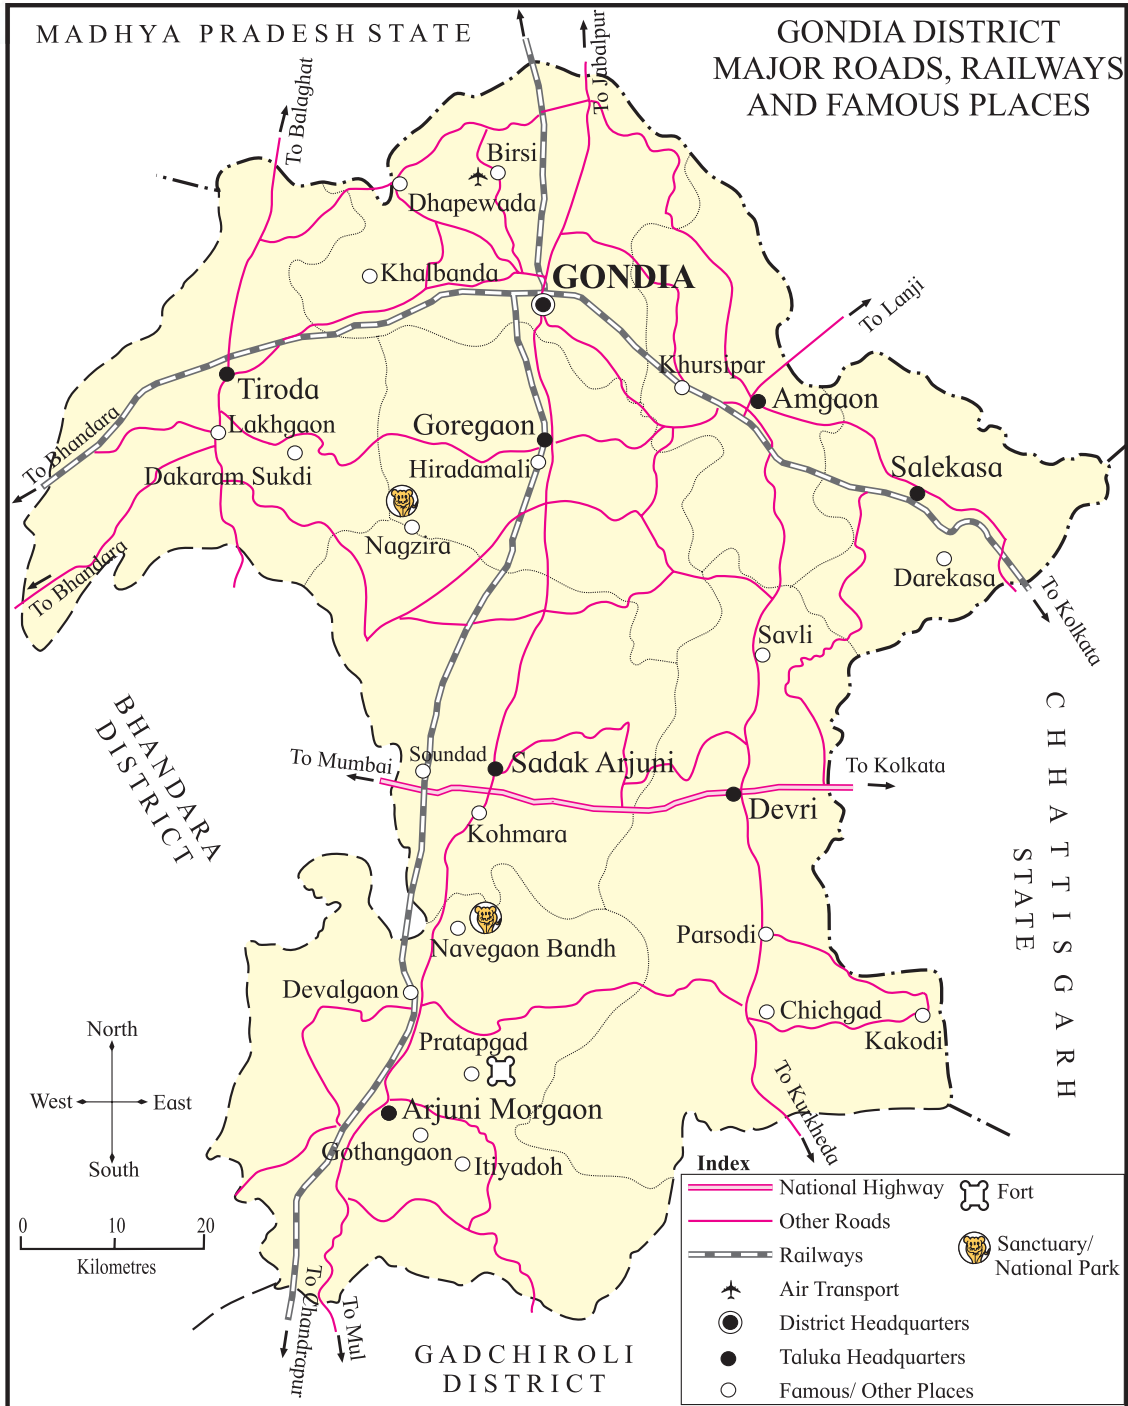 MADHYA PRADESH STATE
GONDIA DISTRICT
MAJOR ROADS, RAILWAYS
AND FAMOUS PLACES
To Jabalpur
To Balaghat
Birsi
Dhapewada
Khalbanda
GONDIA
To Lanji
Khursipar
Tiroda
Amgaon
To Bhandara
Lakhgaon
Goregaon
Dakaram Sukdi
Hiradamali
Salekasa
Nagzira
To Bhandara
Darekasa
To Kolkata
Savli
BHANDARA
DISTRICT
CHHATTISGARH
STATE
To Mumbai
Soundad
Sadak Arjuni
To Kolkata
Devri
Kohmara
Navegaon Bandh
Parsodi
Devalgaon
Chichgad
Kakodi
Pratapgad
North
West
East
South
Arjuni Morgaon
Gothangaon
Itiyadoh
To Kurkheda
0 10 20
Kilometres
To Chandrapur
To Mul
GADCHIROLI
DISTRICT
Index
National Highway
Fort
Other Roads
Railways
Sanctuary/
National Park
Air Transport
District Headquarters
Taluka Headquarters
Famous/ Other Places